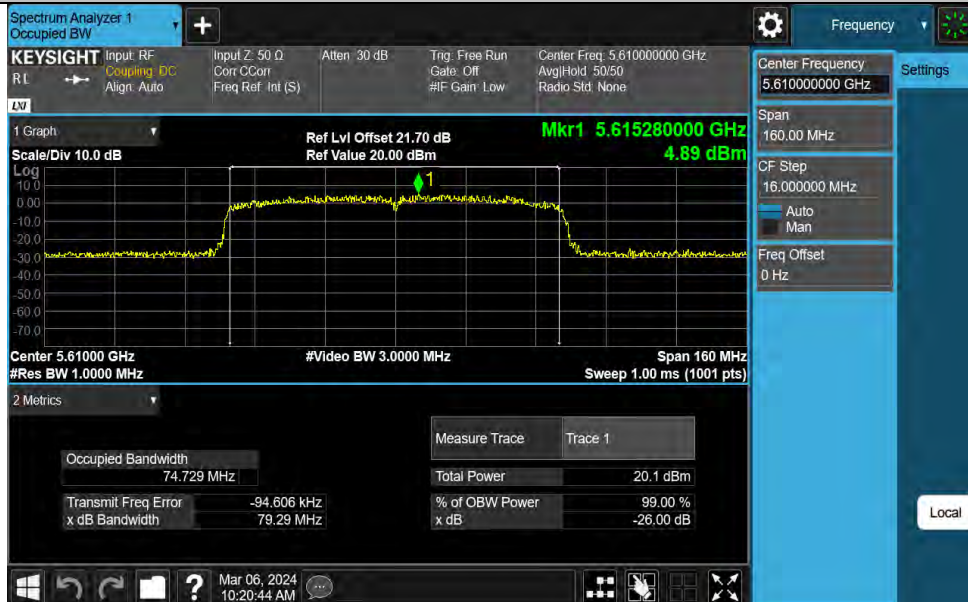 Spectrum Analyzer 1
Occupied BW
+
Frequency
KEYSIGHT
Input: RF
Coupling: DC
Align: Auto
R L
LXI
Input Z: 50 Ω
Corr CCorr
Freq Ref: Int (S)
Atten: 30 dB
Trig: Free Run
Gate: Off
#IF Gain: Low
Center Freq: 5.610000000 GHz
Avg|Hold: 50/50
Radio Std: None
Center Frequency
5.610000000 GHz
Settings
Span
160.00 MHz
CF Step
16.000000 MHz
Auto
Man
Freq Offset
0 Hz
Local
1 Graph
Scale/Div 10.0 dB
Ref Lvl Offset 21.70 dB
Ref Value 20.00 dBm
Mkr1 5.615280000 GHz
4.89 dBm
Log
10.0
0.00
-10.0
-20.0
-30.0
-40.0
-50.0
-60.0
-70.0
1
Center 5.61000 GHz
#Video BW 3.0000 MHz
Span 160 MHz
#Res BW 1.0000 MHz
Sweep 1.00 ms (1001 pts)
2 Metrics
Measure Trace Trace 1
Occupied Bandwidth
74.729 MHz
Total Power 20.1 dBm
Transmit Freq Error -94.606 kHz
% of OBW Power 99.00 %
x dB Bandwidth 79.29 MHz
x dB -26.00 dB
?
Mar 06, 2024
10:20:44 AM